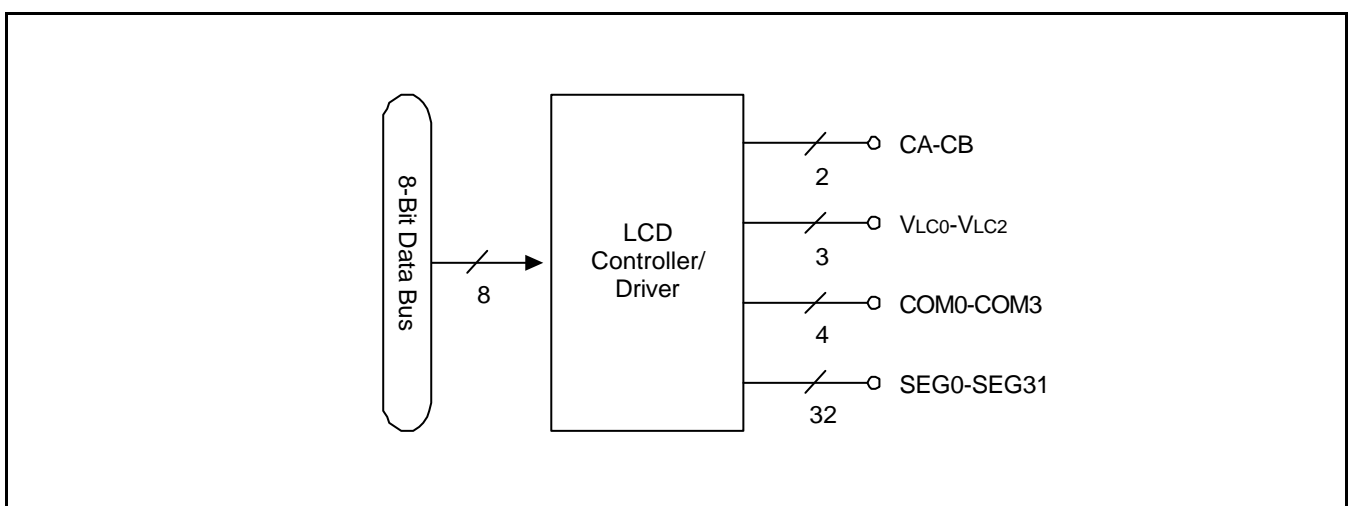 8-Bit Data Bus
8
LCD
Controller/
Driver
CA-CB
2
VLC0-VLC2
3
COM0-COM3
4
SEG0-SEG31
32